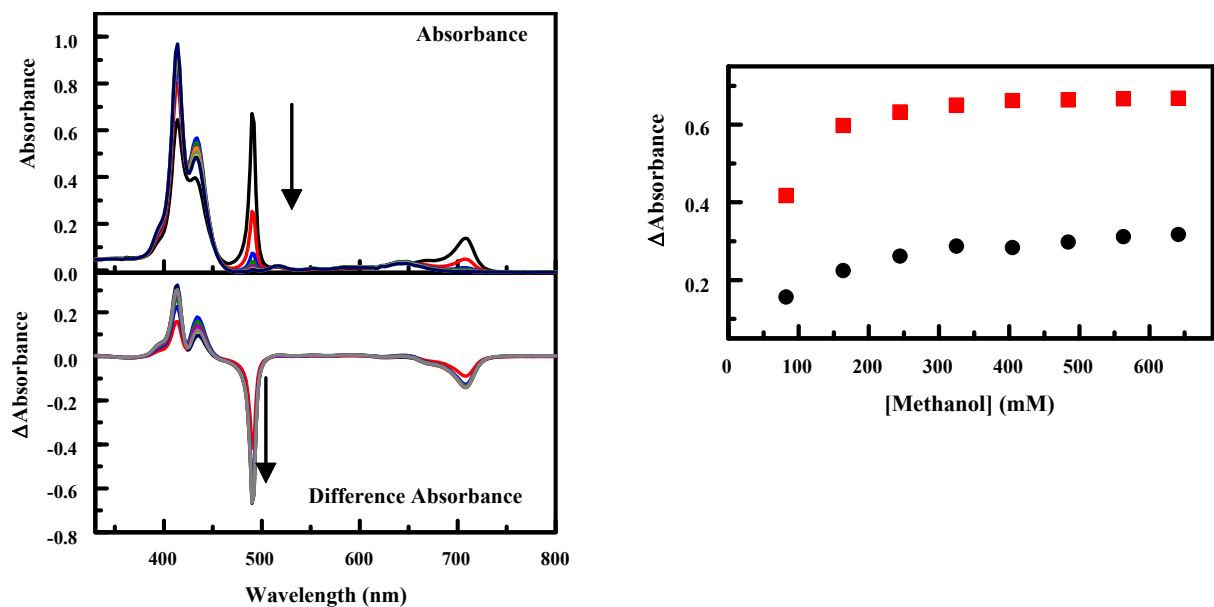 Absorbance
1.0
0.8
0.6
0.4
0.2
0.0
Absorbance
0.2
0.0
-0.2
-0.4
-0.6
-0.8
ΔAbsorbance
Difference Absorbance
400 500 600 700 800
Wavelength (nm)
0.6
0.4
0.2
ΔAbsorbance
0 100 200 300 400 500 600
[Methanol] (mM)